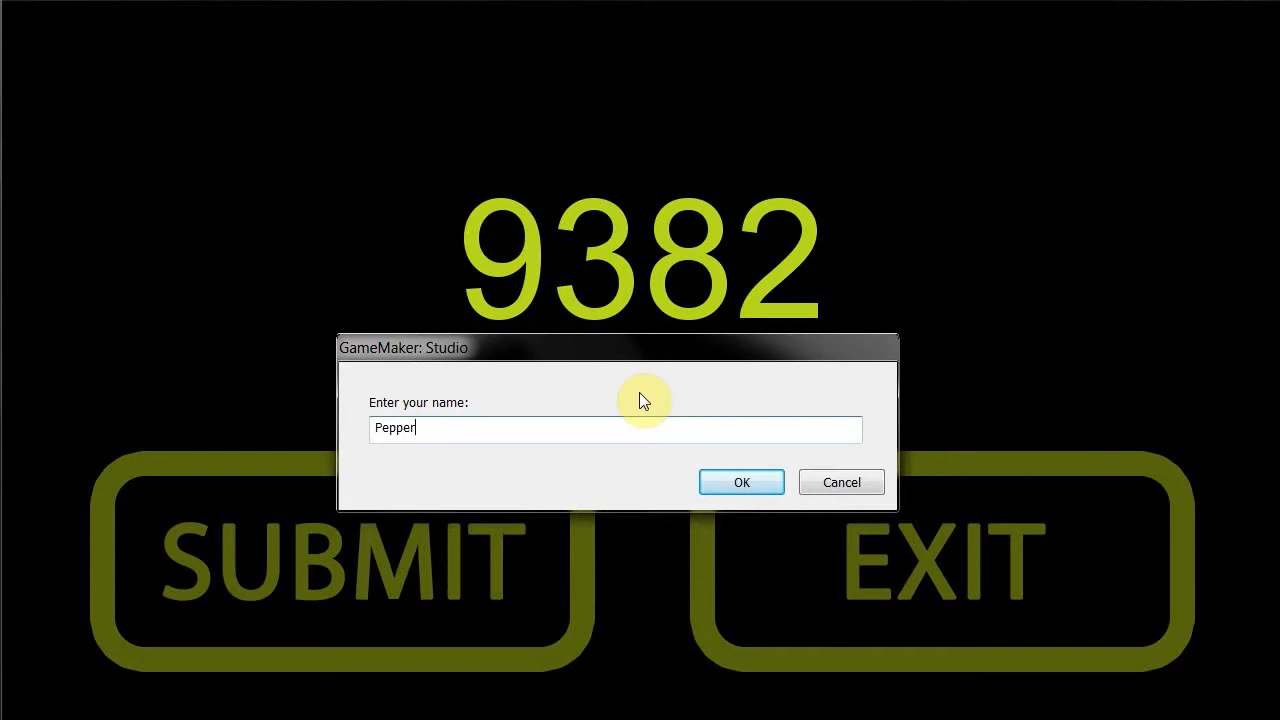 9382
GameMaker: Studio
Enter your name:
Pepper
OK Cancel
SUBMIT EXIT